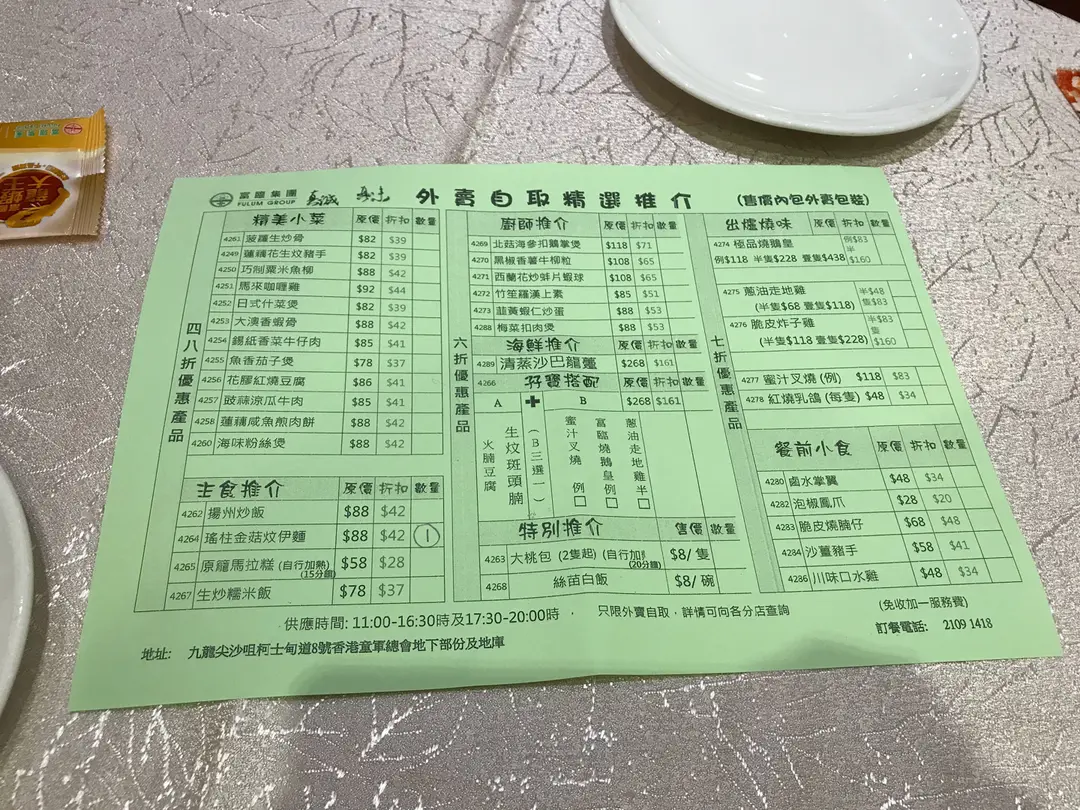 富臨集團
FULUM GROUP
外賣自取精選推介
(售價內包外賣包裝)
四八折優惠產品
精美小菜 原價 折扣 數量
4261 菠蘿生炒骨 $82 $39
4249 蓮藕花生炆豬手 $82 $39
4250 巧制粟米魚柳 $88 $42
4251 馬來咖喱雞 $92 $44
4252 日式什菜煲 $82 $39
4253 大澳香蝦骨 $88 $42
4254 錫紙香菜牛仔肉 $85 $41
4255 魚香茄子煲 $78 $37
4256 花膠紅燒豆腐 $86 $41
4257 豉味涼瓜牛肉 $85 $41
4258 蓮藕咸魚煎肉餅 $88 $42
4260 海味粉絲煲 $88 $42
主食推介 原價 折扣 數量
4262 揚州炒飯 $88 $42
4264 瑤柱金菇炆伊麵 $88 $42 1
4265 原籠馬拉糕 (自行加熱) $58 $28
(15分鐘)
4267 生炒糯米飯 $78 $37
六折優惠產品
廚師推介 原價 折扣 數量
4269 北菇海參扣鵝掌煲 $118 $71
4270 黑椒香薯牛柳粒 $108 $65
4271 西蘭花炒蚌片蝦球 $108 $65
4272 竹笙羅漢上素 $85 $51
4273 韮黃蝦仁炒蛋 $88 $53
4288 梅菜扣肉煲 $88 $53
海鮮推介 原價 折扣 數量
4289 清蒸沙巴龍躉 $268 $161
4266 孖寶搭配 原價 折扣 數量
$268 $161
A + B
火腩豆腐
生炆斑頭腩
(B三選一)
蜜汁叉燒 例□
富臨燒鵝皇例□
蔥油走地雞半□
特別推介 售價 數量
4263 大桃包 (2隻起) (自行加熱) $8/隻
(20分鐘)
4268 絲苗白飯 $8/碗
七折優惠產品
出爐燒味 原價 折扣 數量
4274 極品燒鵝皇 例$83
半
例$118 半隻$228 壹隻$438 $160
4275 蔥油走地雞 半$48
(半隻$68 壹隻$118) 隻$83
4276 脆皮炸子雞 半$83
隻
(半隻$118 壹隻$228) $160
4277 蜜汁叉燒 (例) $118 $83
4278 紅燒乳鴿 (每隻) $48 $34
餐前小食 原價 折扣 數量
4280 鹵水掌翼 $48 $34
4282 泡椒鳳爪 $28 $20
4283 脆皮燒腩仔 $68 $48
4284 沙薑豬手 $58 $41
4286 川味口水雞 $48 $34
供應時間: 11:00-16:30時及17:30-20:00時 , 只限外賣自取，詳情可向各分店查詢
(免收加一服務費)
地址: 九龍尖沙咀柯士甸道8號香港童軍總會地下部份及地庫
訂餐電話: 2109 1418